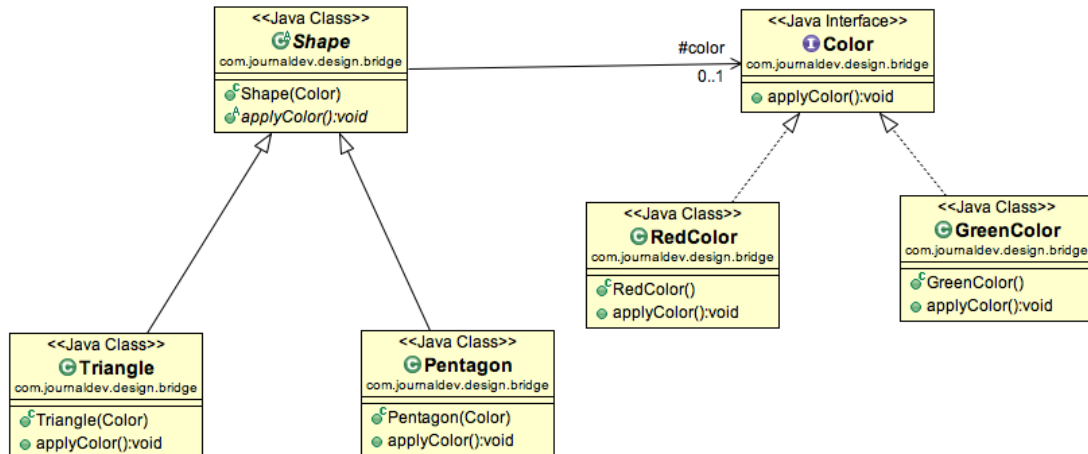 <<Java Class>>
Shape
com.journaldev.design.bridge
Shape(Color)
applyColor():void
#color
0..1
<<Java Interface>>
Color
com.journaldev.design.bridge
applyColor():void
<<Java Class>>
RedColor
com.journaldev.design.bridge
RedColor()
applyColor():void
<<Java Class>>
GreenColor
com.journaldev.design.bridge
GreenColor()
applyColor():void
<<Java Class>>
Triangle
com.journaldev.design.bridge
Triangle(Color)
applyColor():void
<<Java Class>>
Pentagon
com.journaldev.design.bridge
Pentagon(Color)
applyColor():void